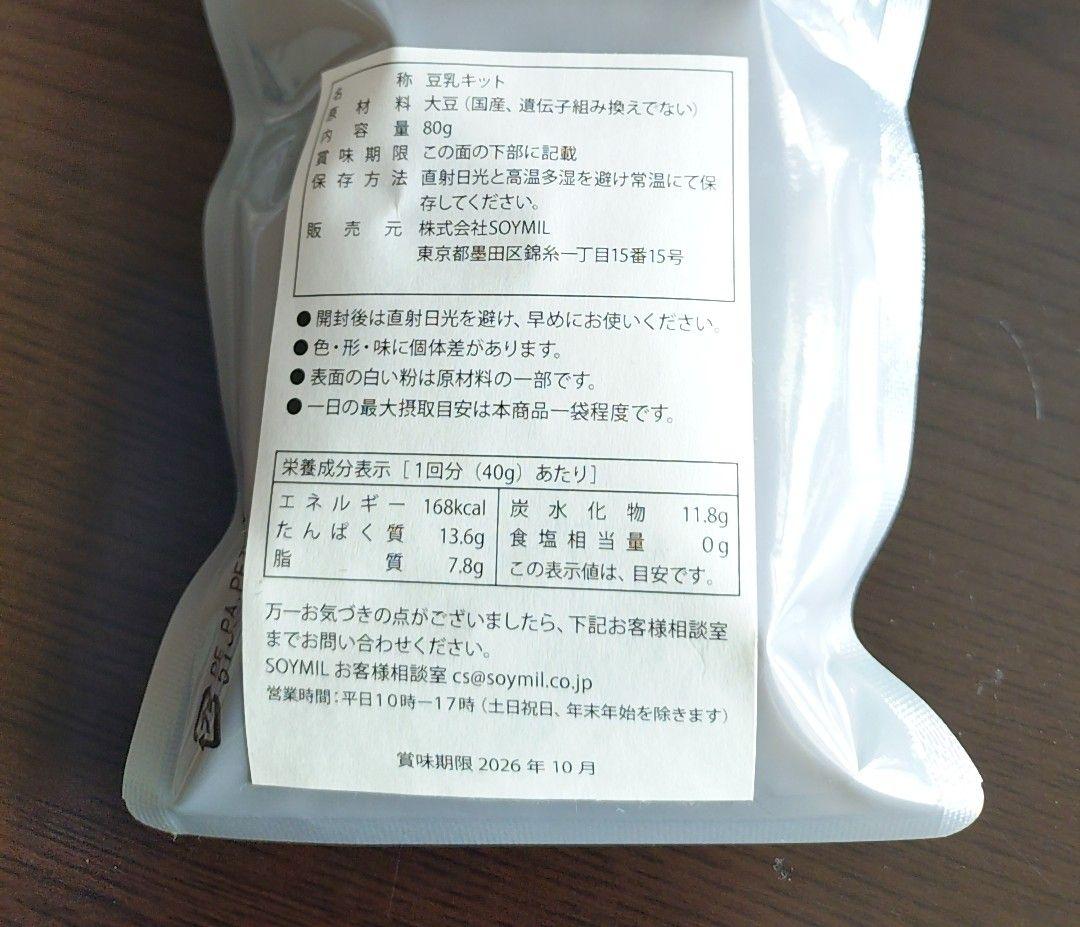 名称 豆乳キット
原材料 大豆（国産、遺伝子組み換えでない）
内容量 80g
賞味期限 この面の下部に記載
保存方法 直射日光と高温多湿を避け常温にて保
存してください。
販売元 株式会社SOYMIL
東京都墨田区錦糸一丁目15番15号
●開封後は直射日光を避け、早めにお使いください。
●色・形・味に個体差があります。
●表面の白い粉は原材料の一部です。
●一日の最大摂取目安は本商品一袋程度です。
栄養成分表示［1回分（40g）あたり］
エネルギー 168kcal 炭水化物 11.8g
たんぱく質 13.6g 食塩相当量 0g
脂質 7.8g この表示値は、目安です。
万一お気づきの点がございましたら、下記お客様相談室
までお問い合わせください。
SOYMIL お客様相談室 cs@soymil.co.jp
営業時間：平日10時ー17時（土日祝日、年末年始を除きます）
賞味期限 2026 年 10 月